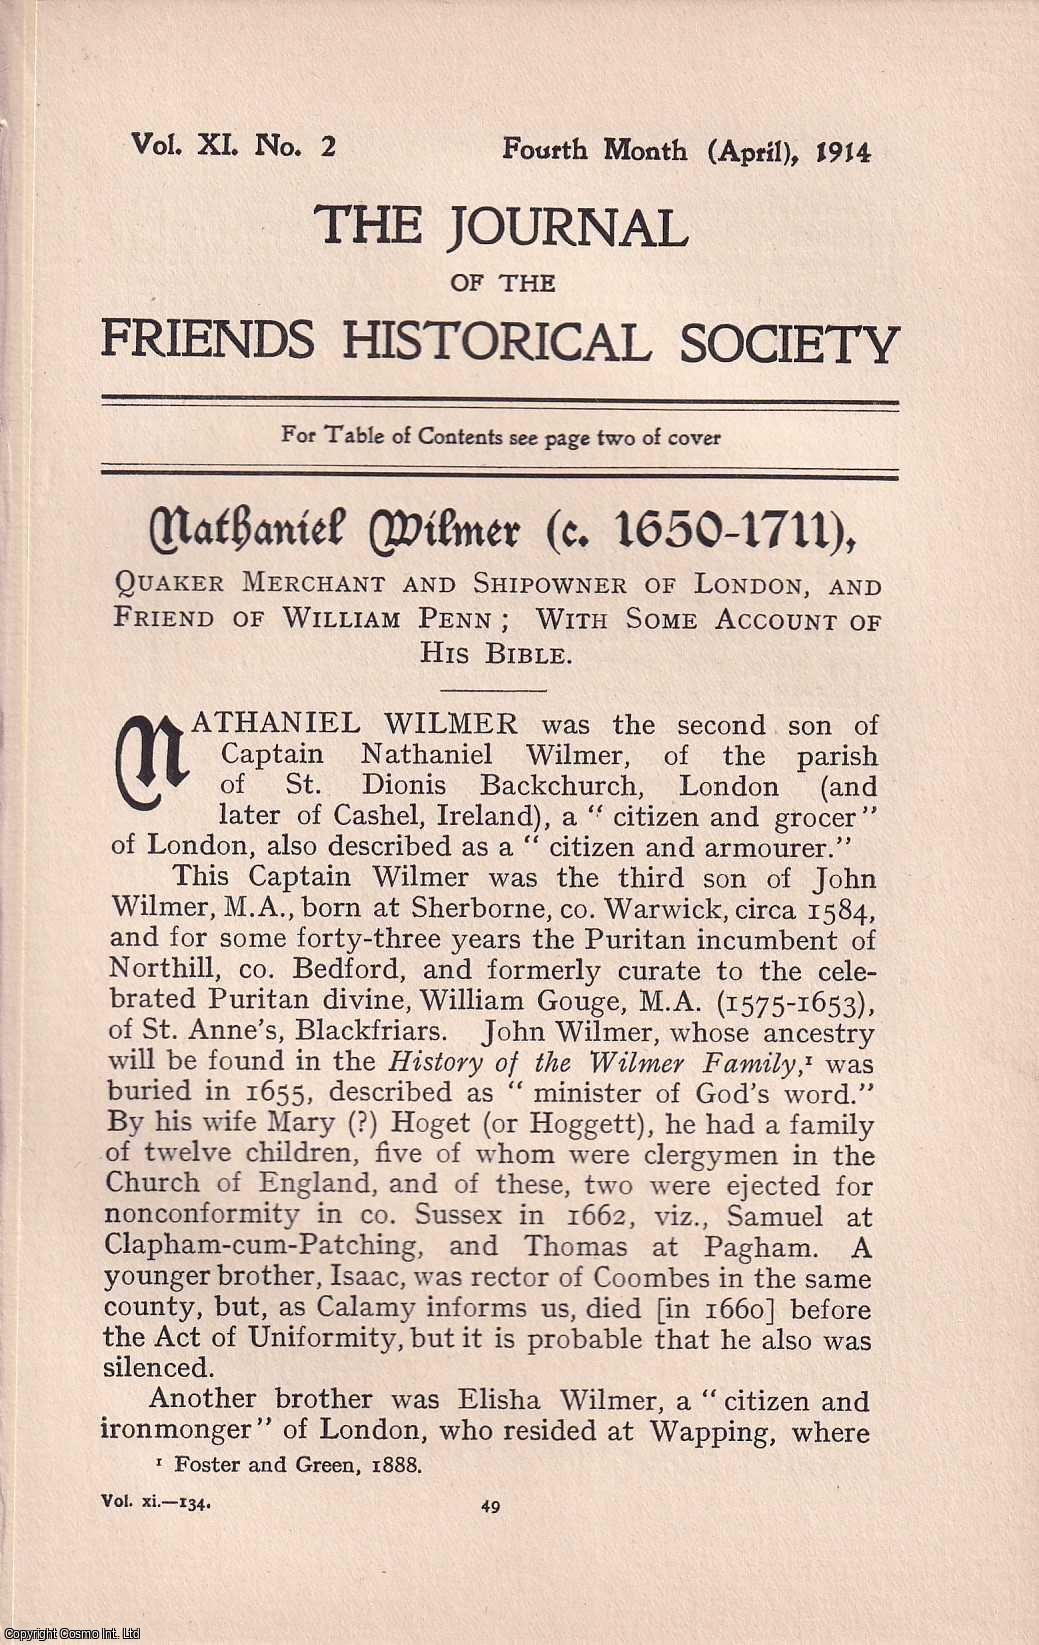 Vol. XI. No. 2 Fourth Month (April), 1914
THE JOURNAL
OF THE
FRIENDS HISTORICAL SOCIETY
For Table of Contents see page two of cover
Nathaniel Wilmer (c. 1650-1711),
QUAKER MERCHANT AND SHIPOWNER OF LONDON, AND
FRIEND OF WILLIAM PENN ; WITH SOME ACCOUNT OF
HIS BIBLE.
NATHANIEL WILMER was the second son of
Captain Nathaniel Wilmer, of the parish
of St. Dionis Backchurch, London (and
later of Cashel, Ireland), a “ citizen and grocer”
of London, also described as a “ citizen and armourer.”
This Captain Wilmer was the third son of John
Wilmer, M.A., born at Sherborne, co. Warwick, circa 1584,
and for some forty-three years the Puritan incumbent of
Northill, co. Bedford, and formerly curate to the cele-
brated Puritan divine, William Gouge, M.A. (1575-1653),
of St. Anne’s, Blackfriars. John Wilmer, whose ancestry
will be found in the History of the Wilmer Family,¹ was
buried in 1655, described as “ minister of God’s word.”
By his wife Mary (?) Hoget (or Hoggett), he had a family
of twelve children, five of whom were clergymen in the
Church of England, and of these, two were ejected for
nonconformity in co. Sussex in 1662, viz., Samuel at
Clapham-cum-Patching, and Thomas at Pagham. A
younger brother, Isaac, was rector of Coombes in the same
county, but, as Calamy informs us, died [in 1660] before
the Act of Uniformity, but it is probable that he also was
silenced.
Another brother was Elisha Wilmer, a “ citizen and
ironmonger” of London, who resided at Wapping, where
¹ Foster and Green, 1888.
Vol. xi.—134. 49
Copyright Cosmo Int. Ltd